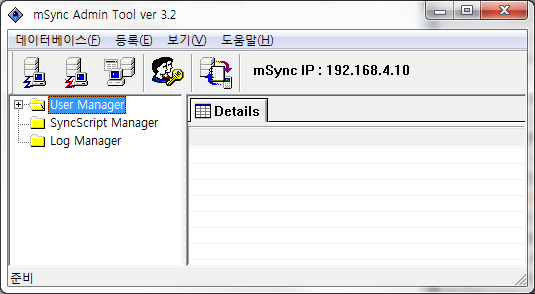 mSync Admin Tool ver 3.2
데이터베이스(F) 등록(E) 보기(V) 도움말(H)
mSync IP : 192.168.4.10
User Manager
SyncScript Manager
Log Manager
Details
준비